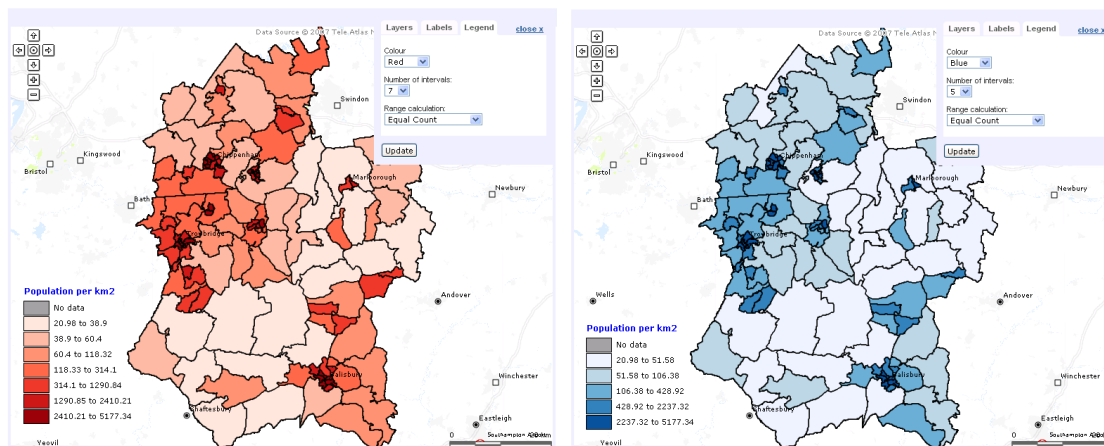 Data Source © 2007 Tele Atlas N
Layers Labels Legend close x
Colour
Red
Number of intervals:
7
Range calculation:
Equal Count
Update
Swindon
Kingswood
Chippenham
Bristol
Marlborough
Newbury
Bath
Trowbridge
Andover
Population per km2
No data
20.98 to 38.9
38.9 to 60.4
60.4 to 118.32
118.33 to 314.1
314.1 to 1290.84
1290.85 to 2410.21
2410.21 to 5177.34
Salisbury
Winchester
Shaftesbury
Eastleigh
Yeovil
0
Data Source © 2007 Tele Atlas N
Layers Labels Legend close x
Colour
Blue
Number of intervals:
5
Range calculation:
Equal Count
Update
Swindon
Kingswood
Chippenham
Bristol
Marlborough
Newbury
Bath
Trowbridge
Wells
Andover
Population per km2
No data
20.98 to 51.58
51.58 to 106.38
106.38 to 428.92
428.92 to 2237.32
2237.32 to 5177.34
Salisbury
Winchester
Shaftesbury
Eastleigh
Yeovil
0